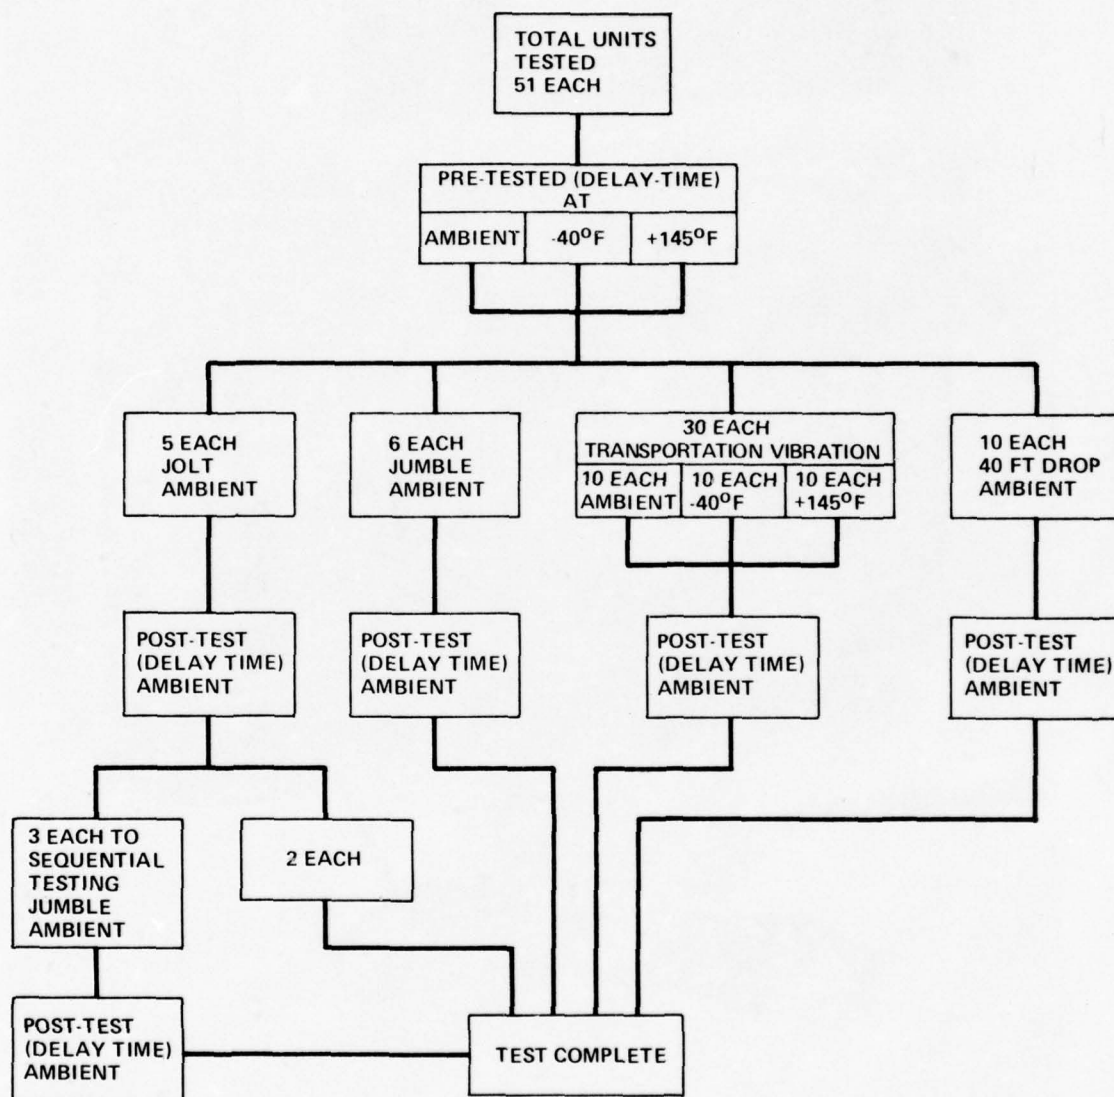 TOTAL UNITS
TESTED
51 EACH
PRE-TESTED (DELAY-TIME)
AT
AMBIENT
-40°F
+145°F
5 EACH
JOLT
AMBIENT
6 EACH
JUMBLE
AMBIENT
30 EACH
TRANSPORTATION VIBRATION
10 EACH
AMBIENT
10 EACH
-40°F
10 EACH
+145°F
10 EACH
40 FT DROP
AMBIENT
POST-TEST
(DELAY TIME)
AMBIENT
POST-TEST
(DELAY TIME)
AMBIENT
POST-TEST
(DELAY TIME)
AMBIENT
POST-TEST
(DELAY TIME)
AMBIENT
3 EACH TO
SEQUENTIAL
TESTING
JUMBLE
AMBIENT
2 EACH
POST-TEST
(DELAY TIME)
AMBIENT
TEST COMPLETE